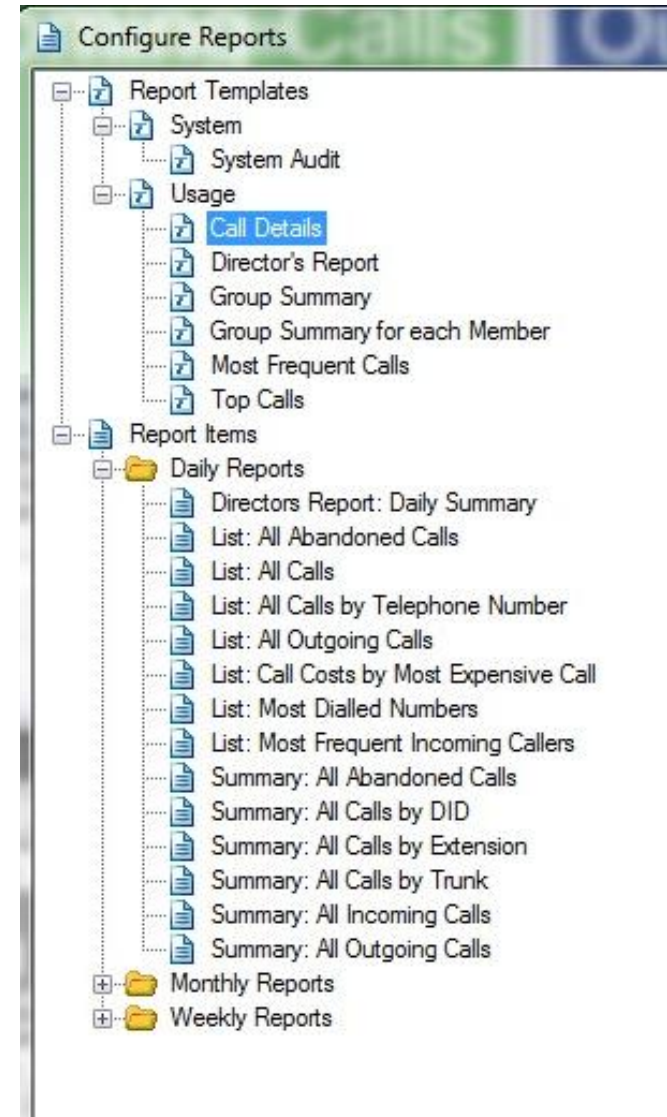 Calls
Configure Reports
Report Templates
System
System Audit
Usage
Call Details
Director's Report
Group Summary
Group Summary for each Member
Most Frequent Calls
Top Calls
Report Items
Daily Reports
Directors Report: Daily Summary
List: All Abandoned Calls
List: All Calls
List: All Calls by Telephone Number
List: All Outgoing Calls
List: Call Costs by Most Expensive Call
List: Most Dialled Numbers
List: Most Frequent Incoming Callers
Summary: All Abandoned Calls
Summary: All Calls by DID
Summary: All Calls by Extension
Summary: All Calls by Trunk
Summary: All Incoming Calls
Summary: All Outgoing Calls
Monthly Reports
Weekly Reports